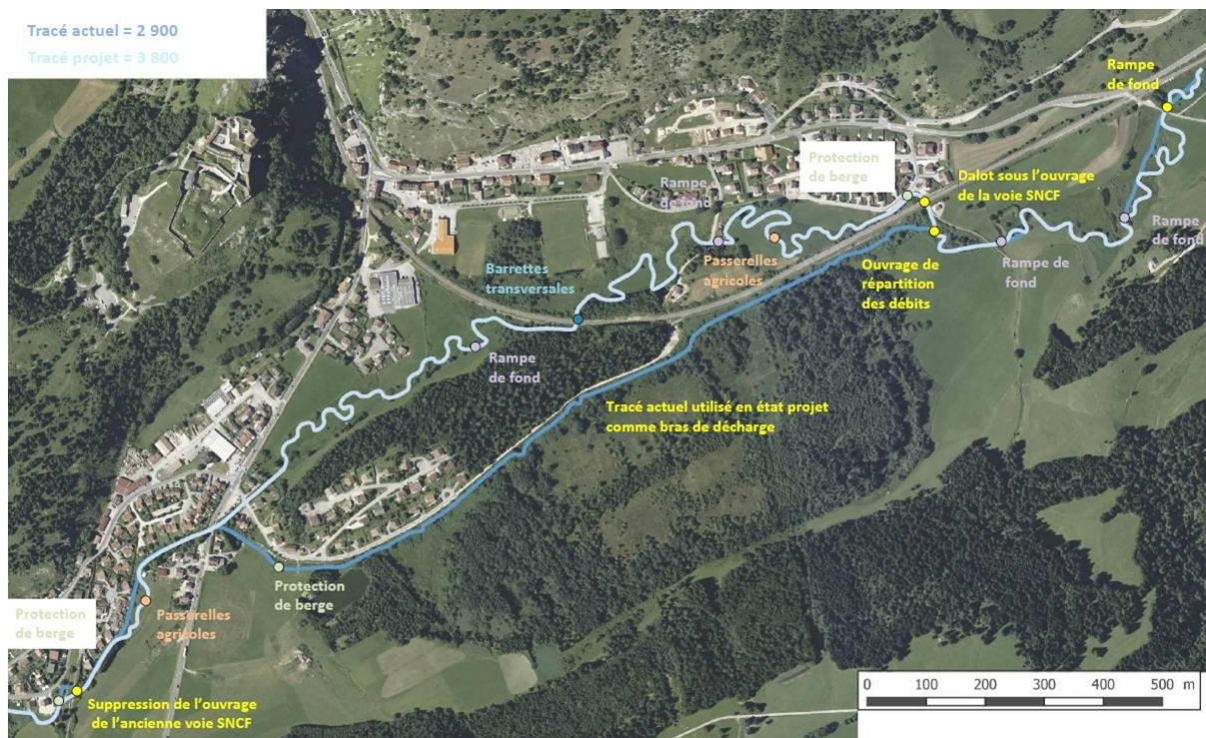 Tracé actuel = 2 900
Tracé projet = 3 800
Rampe
de fond
Protection
de berge
Dalot sous l'ouvrage
de la voie SNCF
Rampe
de fond
Rampe
de fond
Passerelles
agricoles
Ouvrage de
répartition
des débits
Rampe de
fond
Barrettes
transversales
Rampe
de fond
Tracé actuel utilisé en état projet
comme bras de décharge
Protection
de berge
Protection
de berge
Passerelles
agricoles
Suppression de l'ouvrage
de l'ancienne voie SNCF
0 100 200 300 400 500 m